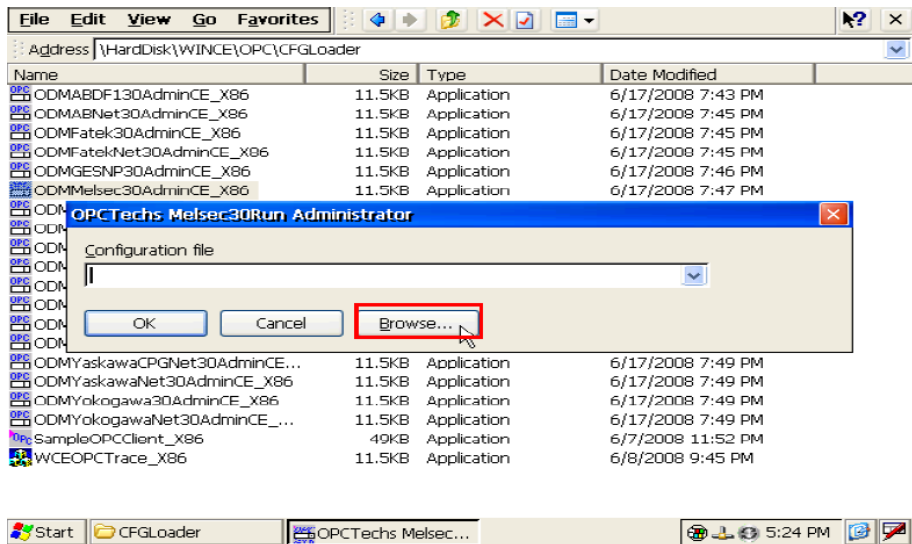 File Edit View Go Favorites
Address \HardDisk\WINCE\OPC\CFGLoader
Name Size Type Date Modified
ODMABDF130AdminCE_X86 11.5KB Application 6/17/2008 7:43 PM
ODMABNet30AdminCE_X86 11.5KB Application 6/17/2008 7:45 PM
ODMFatek30AdminCE_X86 11.5KB Application 6/17/2008 7:45 PM
ODMFatekNet30AdminCE_X86 11.5KB Application 6/17/2008 7:45 PM
ODMGESNP30AdminCE_X86 11.5KB Application 6/17/2008 7:46 PM
ODMMelsec30AdminCE_X86 11.5KB Application 6/17/2008 7:47 PM
OPCTechs Melsec30Run Administrator
Configuration file
OK Cancel Browse...
ODMYaskawaCPGNet30AdminCE... 11.5KB Application 6/17/2008 7:49 PM
ODMYaskawaNet30AdminCE_X86 11.5KB Application 6/17/2008 7:49 PM
ODMYokogawa30AdminCE_X86 11.5KB Application 6/17/2008 7:49 PM
ODMYokogawaNet30AdminCE_... 11.5KB Application 6/17/2008 7:49 PM
SampleOPCClient_X86 49KB Application 6/7/2008 11:52 PM
WCEOPCTrace_X86 11.5KB Application 6/8/2008 9:45 PM
Start CFGLoader OPCTechs Melsec... 5:24 PM